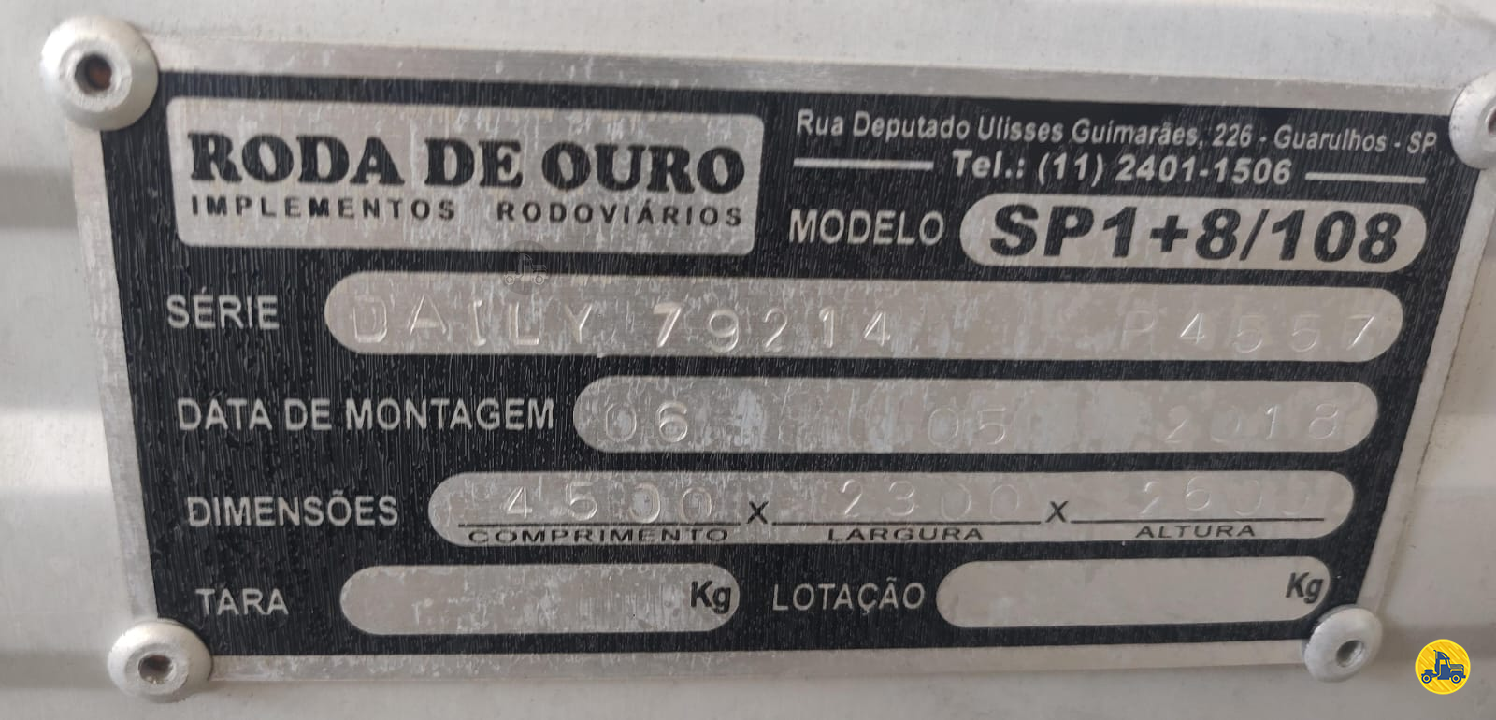 RODA DE OURO
IMPLEMENTOS RODOVIÁRIOS
Rua Deputado Ulisses Guimarães, 226 - Guarulhos - SP
Tel.: (11) 2401-1506
MODELO SP1+8/108
SÉRIE DAILY 79214 P4567
DATA DE MONTAGEM 06 05 2018
DIMENSÕES 4500 x 2300 x 2600
COMPRIMENTO LARGURA ALTURA
TARA Kg LOTAÇÃO Kg